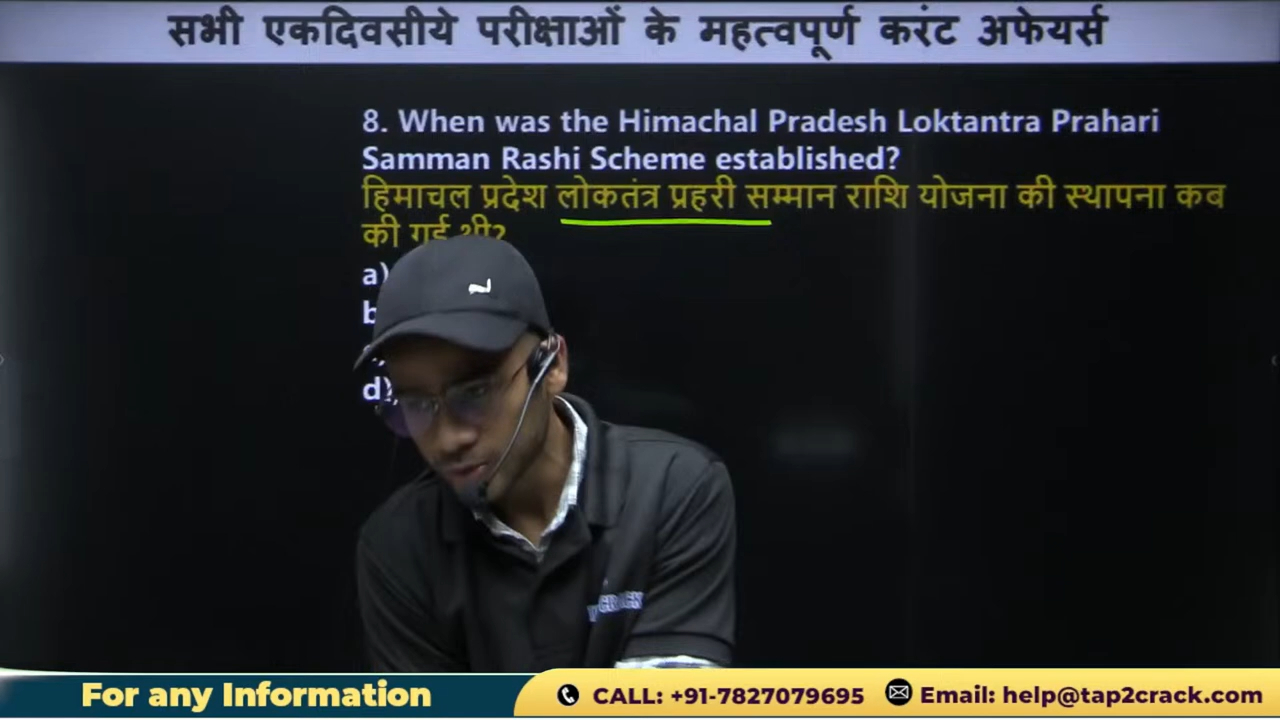 सभी एकदिवसीये परीक्षाओं के महत्वपूर्ण करंट अफेयर्स
8. When was the Himachal Pradesh Loktantra Prahari
Samman Rashi Scheme established?
हिमाचल प्रदेश लोकतंत्र प्रहरी सम्मान राशि योजना की स्थापना कब
की गई थी?
a)
d)
For any Information
CALL: +91-7827079695
Email: help@tap2crack.com